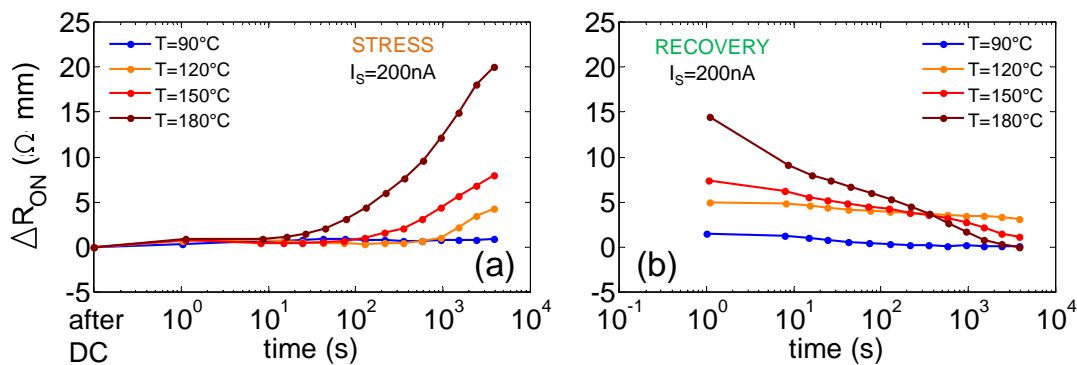 ΔR_ON (Ω mm)
25
20
15
10
5
0
-5
T=90°C
T=120°C
T=150°C
T=180°C
STRESS
I_S=200nA
(a)
after
DC
10^0
10^1
10^2
10^3
10^4
time (s)
25
20
15
10
5
0
-5
RECOVERY
I_S=200nA
T=90°C
T=120°C
T=150°C
T=180°C
(b)
10^-1
10^0
10^1
10^2
10^3
10^4
time (s)